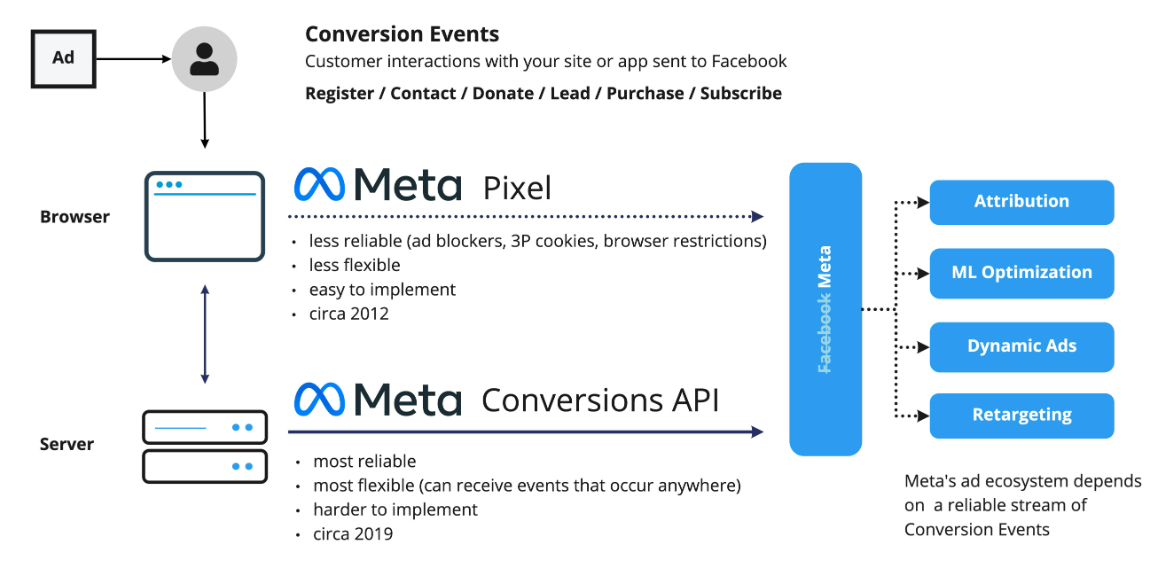 Ad
Conversion Events
Customer interactions with your site or app sent to Facebook
Register / Contact / Donate / Lead / Purchase / Subscribe
Browser
Meta Pixel
• less reliable (ad blockers, 3P cookies, browser restrictions)
• less flexible
• easy to implement
• circa 2012
Server
Meta Conversions API
• most reliable
• most flexible (can receive events that occur anywhere)
• harder to implement
• circa 2019
Facebook Meta
Attribution
ML Optimization
Dynamic Ads
Retargeting
Meta's ad ecosystem depends
on a reliable stream of
Conversion Events